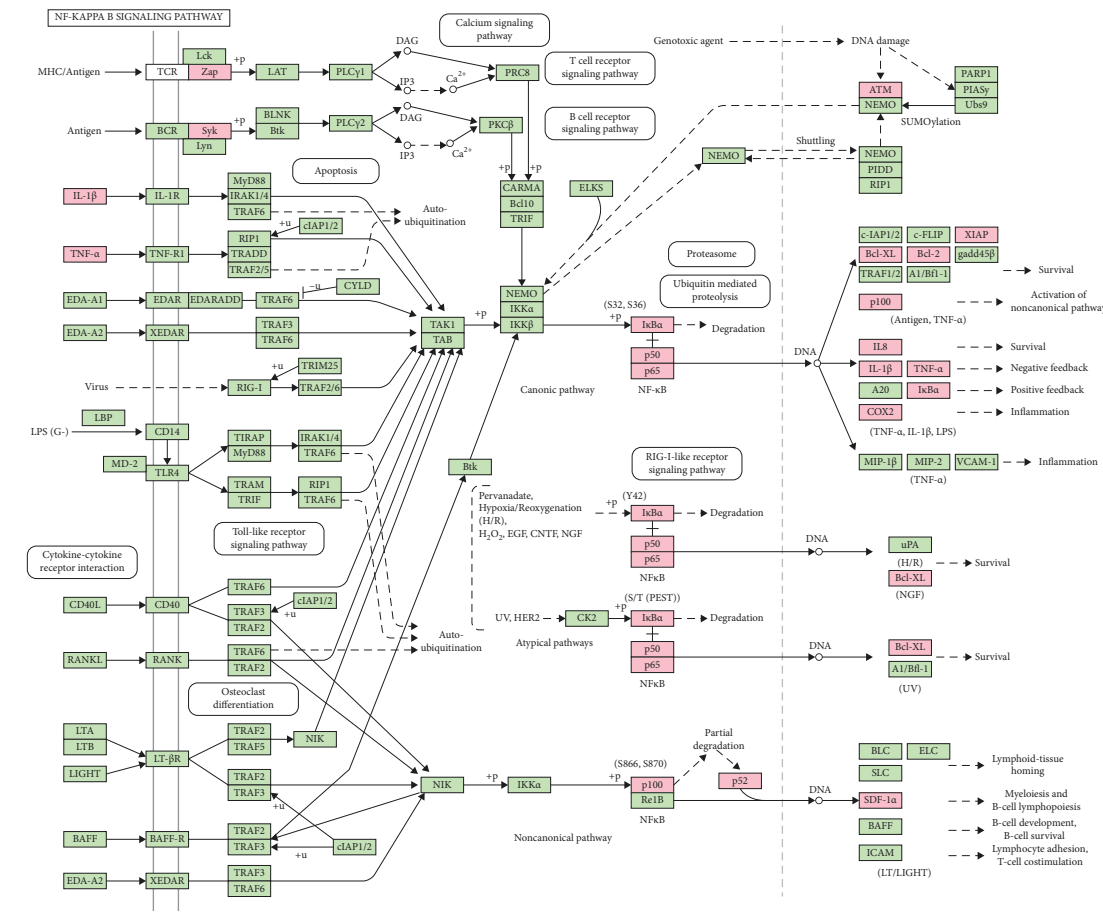 NF-KAPPA B SIGNALING PATHWAY
Calcium signaling
pathway
T cell receptor
signaling pathway
B cell receptor
signaling pathway
MHC/Antigen
TCR
Lck
Zap
+p
LAT
PLCγ1
DAG
IP3
Ca2+
PRC8
Antigen
BCR
Syk
Lyn
+p
BLNK
Btk
PLCγ2
DAG
IP3
Ca2+
PKCβ
+p
+p
CARMA
Bcl10
TRIF
ELKS
Genotoxic agent
DNA damage
ATM
NEMO
PARP1
PIASy
Ubs9
SUMOylation
NEMO
Shuttling
NEMO
PIDD
RIP1
Apoptosis
IL-1β
IL-1R
MyD88
IRAK1/4
TRAF6
Auto-
ubiquitination
TNF-α
TNF-R1
RIP1
TRADD
TRAF2/5
+u
cIAP1/2
EDA-A1
EDAR
EDARADD
TRAF6
−u
CYLD
EDA-A2
XEDAR
TRAF3
TRAF6
TAK1
TAB
+p
NEMO
IKKα
IKKβ
Proteasome
Ubiquitin mediated
proteolysis
(S32, S36)
+p
IκBα
Degradation
p50
p65
NF-κB
Canonic pathway
DNA
c-IAP1/2
c-FLIP
XIAP
Bcl-XL
Bcl-2
gadd45β
TRAF1/2
A1/Bf1-1
Survival
p100
Activation of
noncanonical pathway
(Antigen, TNF-α)
IL8
Survival
IL-1β
TNF-α
Negative feedback
A20
IκBα
Positive feedback
COX2
Inflammation
(TNF-α, IL-1β, LPS)
MIP-1β
MIP-2
VCAM-1
Inflammation
(TNF-α)
Virus
RIG-I
+u
TRIM25
TRAF2/6
LBP
LPS (G-)
CD14
MD-2
TLR4
TIRAP
MyD88
IRAK1/4
TRAF6
TRAM
TRIF
RIP1
TRAF6
Toll-like receptor
signaling pathway
Cytokine-cytokine
receptor interaction
Btk
RIG-I-like receptor
signaling pathway
Pervanadate,
Hypoxia/Reoxygenation
(H/R),
H2O2, EGF, CNTF, NGF
+p
(Y42)
IκBα
Degradation
p50
p65
NFκB
DNA
uPA
(H/R)
Bcl-XL
(NGF)
Survival
CD40L
CD40
TRAF6
TRAF3
TRAF2
+u
cIAP1/2
Auto-
ubiquitination
UV, HER2
CK2
+p
(S/T (PEST))
IκBα
Degradation
p50
p65
NFκB
Atypical pathways
DNA
Bcl-XL
A1/Bfl-1
(UV)
Survival
RANKL
RANK
TRAF6
TRAF2
Osteoclast
differentiation
LTA
LTB
LIGHT
LT-βR
TRAF2
TRAF5
NIK
TRAF2
TRAF3
+u
NIK
+p
IKKα
+p
(S866, S870)
p100
Re1B
NFκB
Partial
degradation
p52
DNA
Noncanonical pathway
BLC
ELC
SLC
Lymphoid-tissue
homing
SDF-1α
Myeloiesis and
B-cell lymphopoiesis
BAFF
B-cell development,
B-cell survival
ICAM
Lymphocyte adhesion,
T-cell costimulation
(LT/LIGHT)
BAFF
BAFF-R
TRAF2
TRAF3
+u
cIAP1/2
EDA-A2
XEDAR
TRAF3
TRAF6